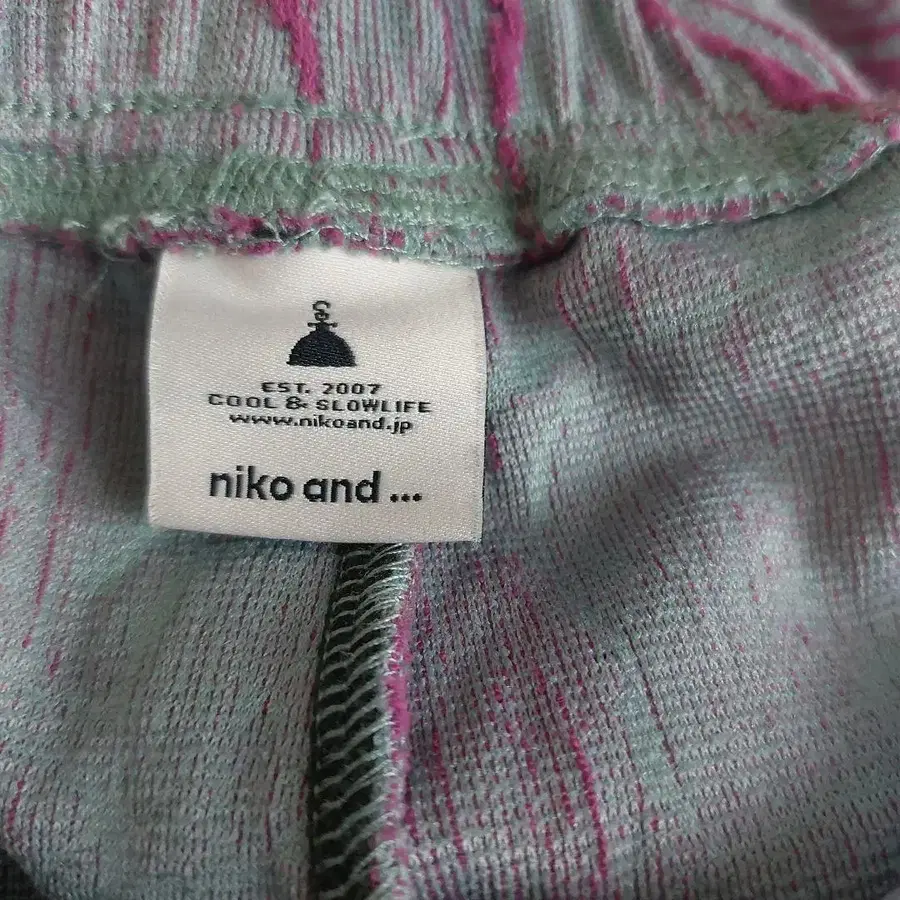 EST. 2007
COOL & SLOWLIFE
www.nikoand.jp
niko and ...